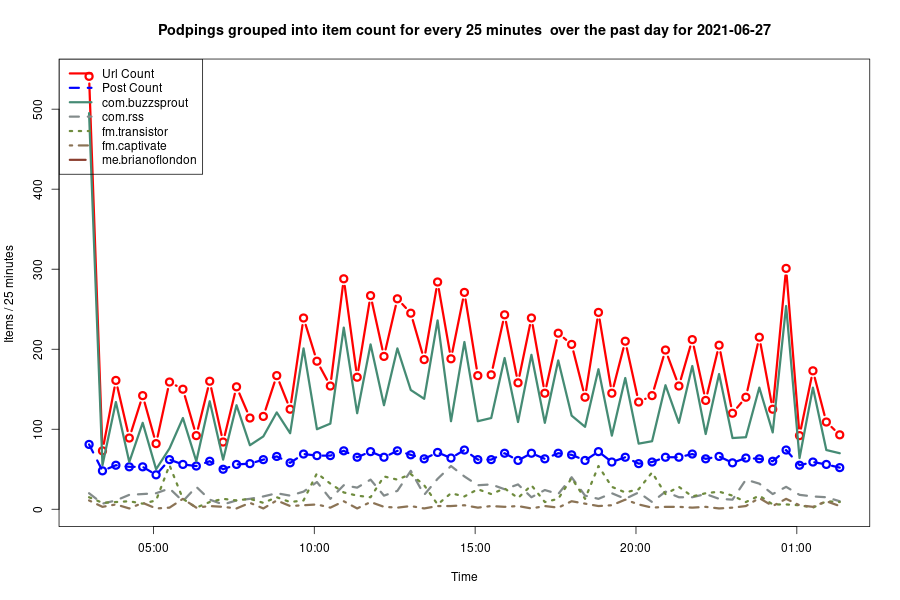 Podpings grouped into item count for every 25 minutes  over the past day for 2021-06-27
Url Count
Post Count
com.buzzsprout
com.rss
fm.transistor
fm.captivate
me.brianoflondon
Items / 25 minutes
500
400
300
200
100
0
05:00
10:00
15:00
20:00
01:00
Time